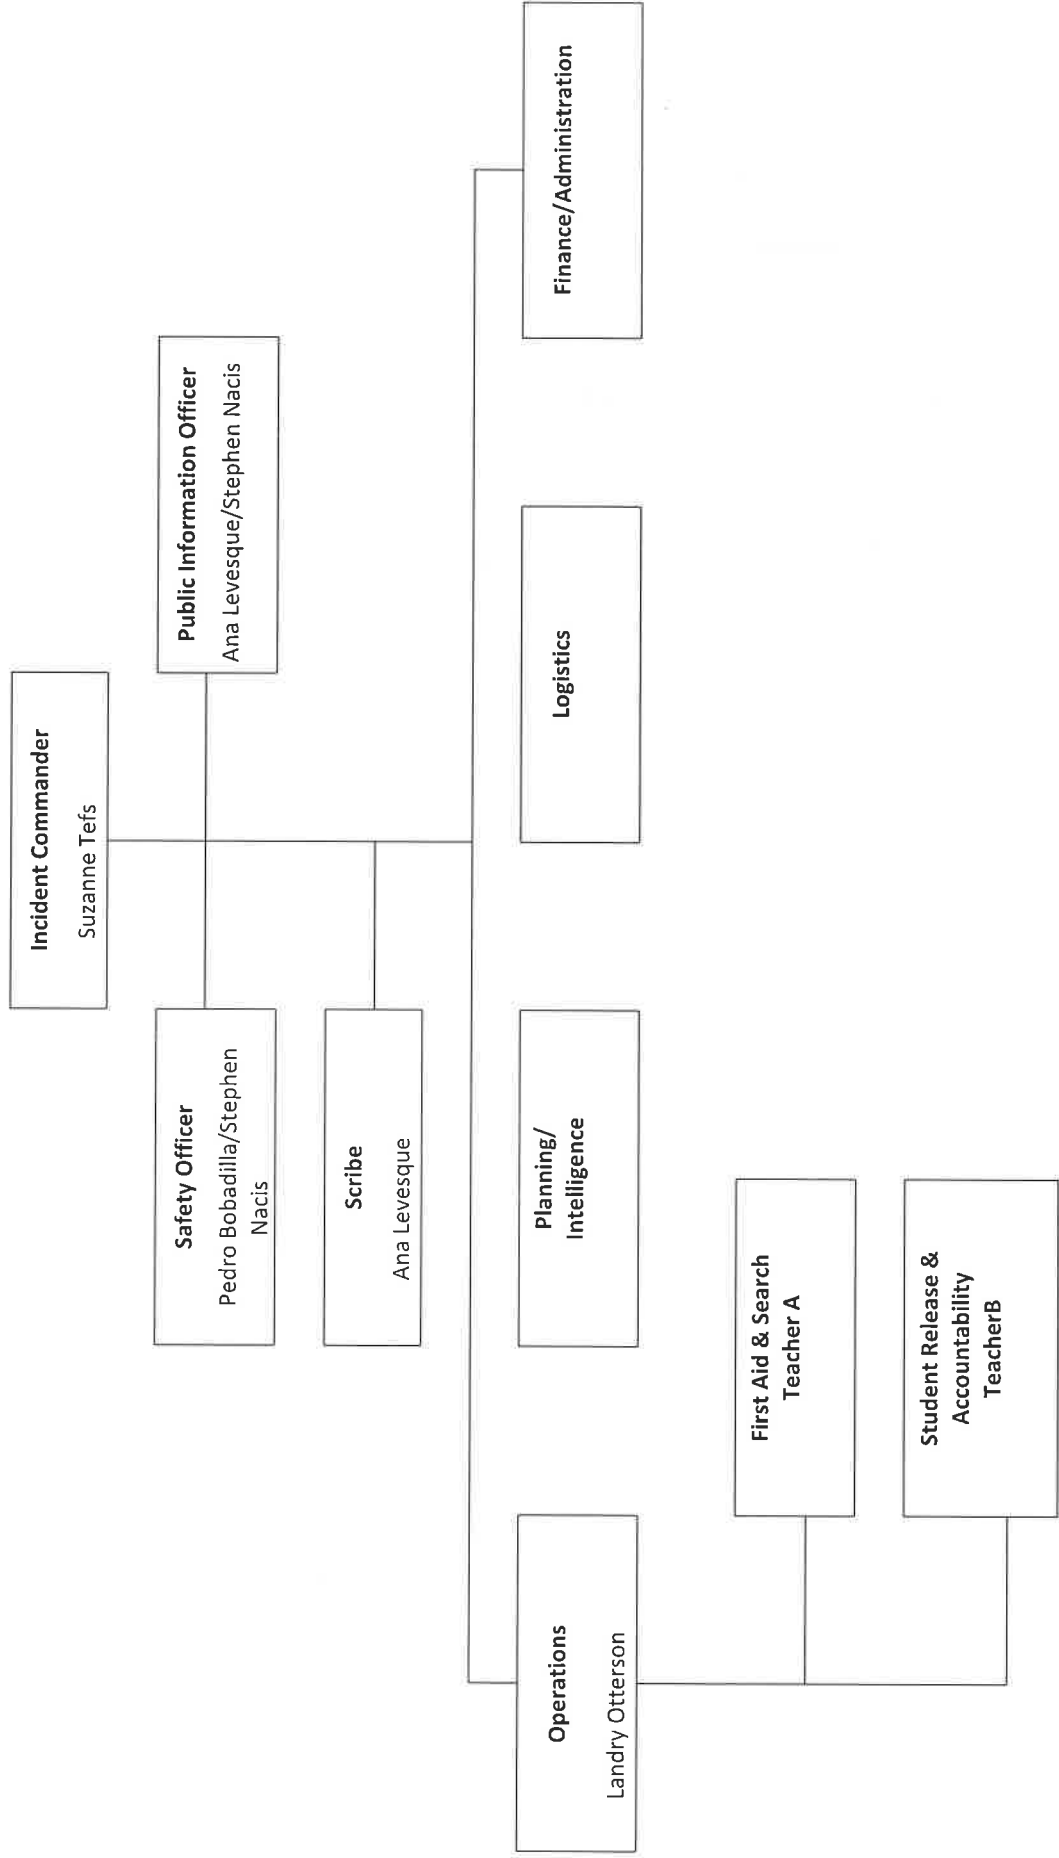 Incident Commander
Suzanne Tefs
Safety Officer
Pedro Bobadilla/Stephen
Nacis
Public Information Officer
Ana Levesque/Stephen Nacis
Scribe
Ana Levesque
Operations
Landry Otterson
Planning/
Intelligence
Logistics
Finance/Administration
First Aid & Search
Teacher A
Student Release &
Accountability
TeacherB